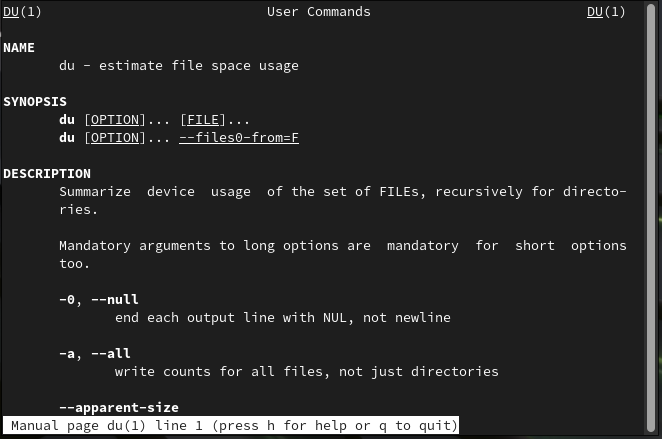 DU(1) User Commands DU(1)
NAME
du - estimate file space usage
SYNOPSIS
du [OPTION]... [FILE]...
du [OPTION]... --files0-from=F
DESCRIPTION
Summarize device usage of the set of FILEs, recursively for directo-
ries.
Mandatory arguments to long options are mandatory for short options
too.
-0, --null
end each output line with NUL, not newline
-a, --all
write counts for all files, not just directories
--apparent-size
Manual page du(1) line 1 (press h for help or q to quit)